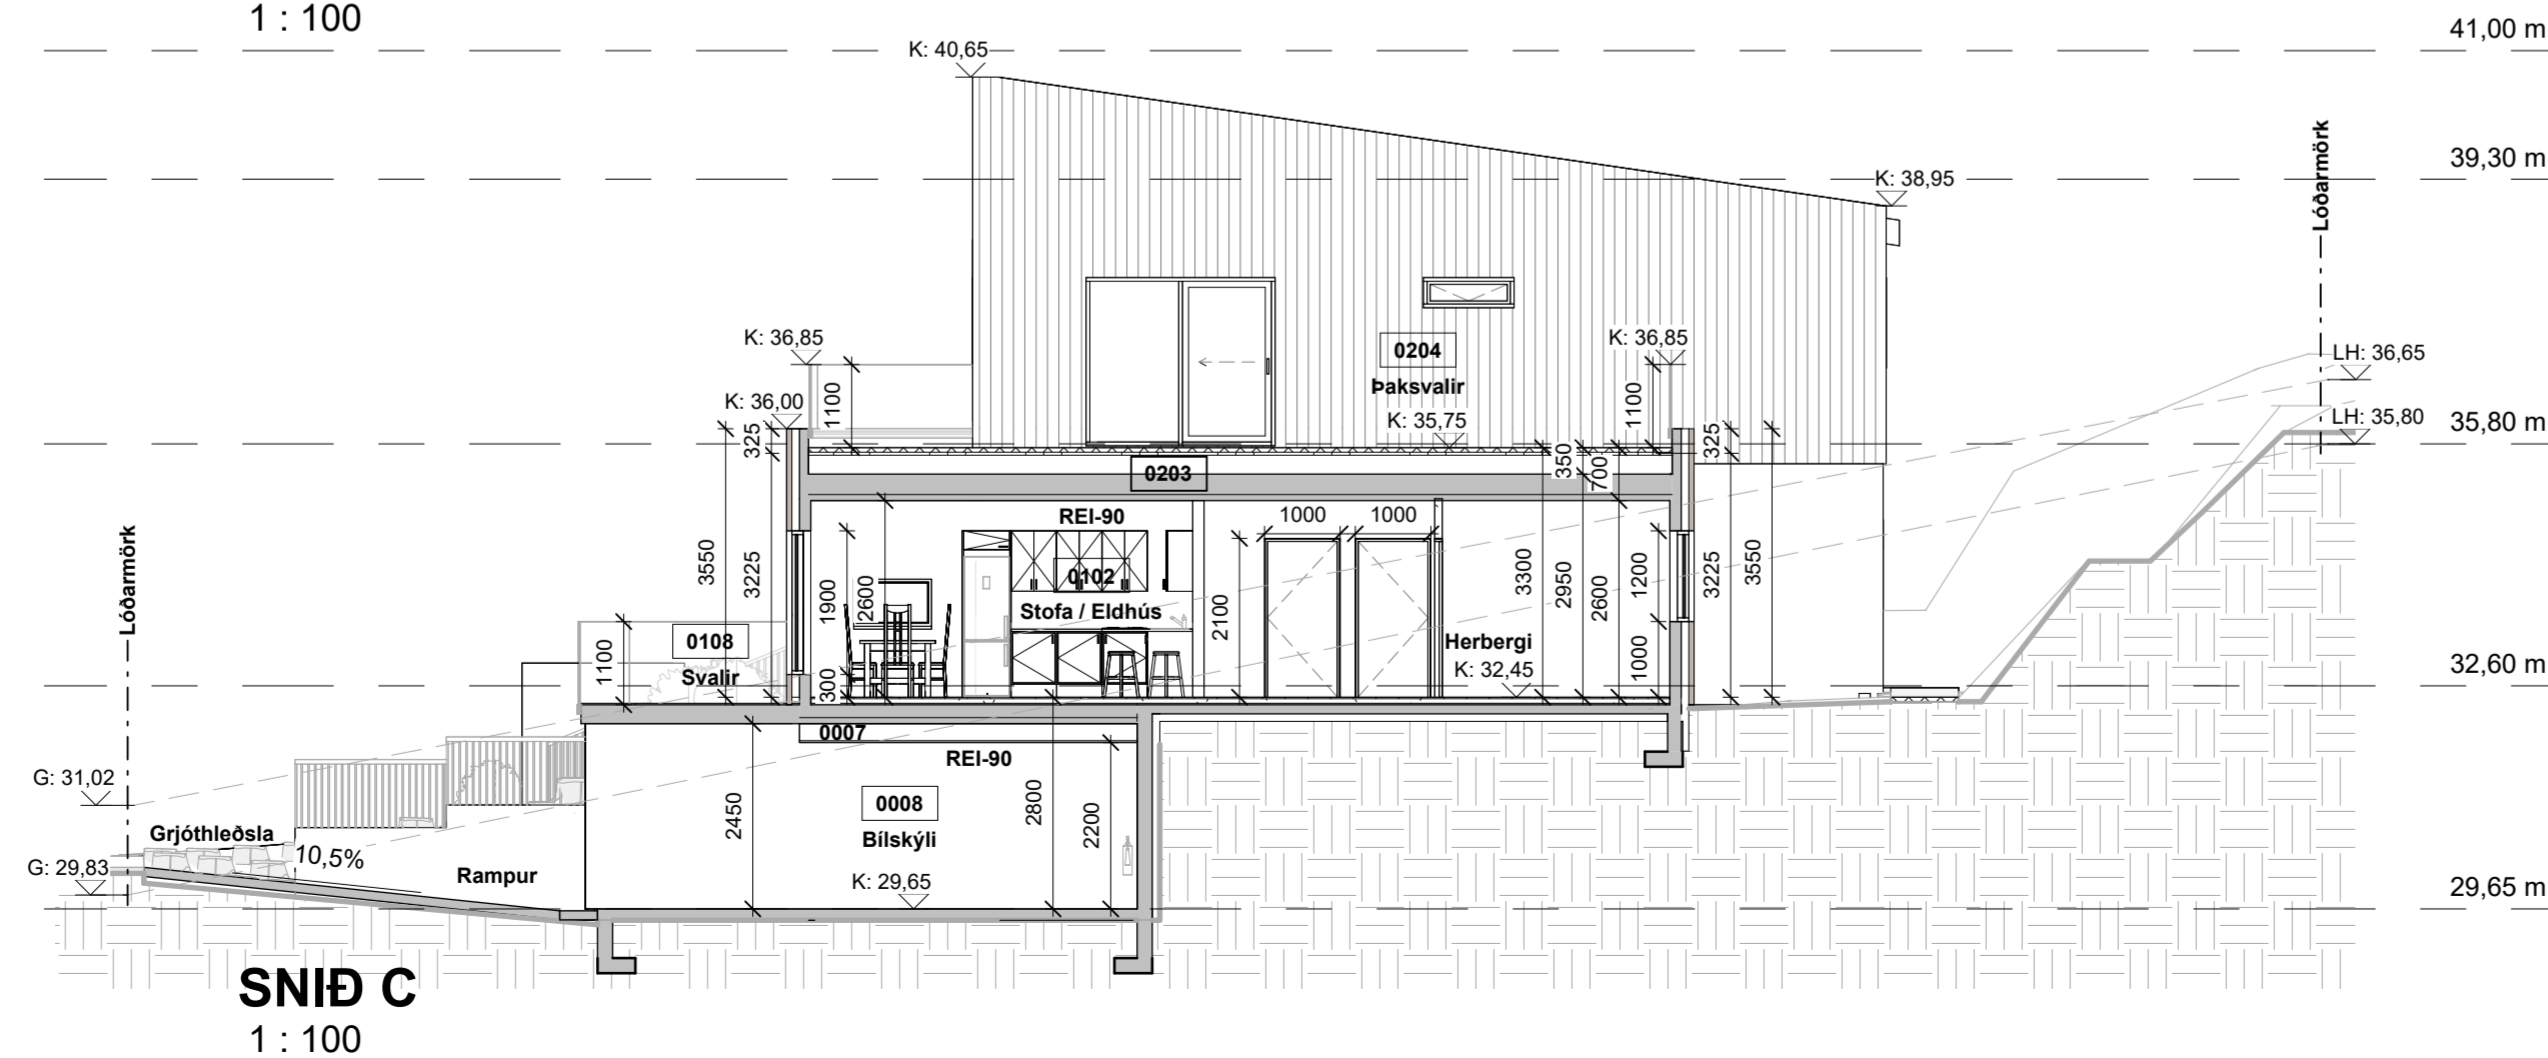 1 : 100
41,00 m
K: 40,65
39,30 m
K: 38,95
Lóðarmörk
K: 36,85
K: 36,85
0204
Þaksvalir
LH: 36,65
1100
1100
K: 36,00
K: 35,75
LH: 35,80
35,80 m
325
325
350
700
0203
REI-90
1000
1000
3550
3225
1900
2600
0102
Stofa / Eldhús
2100
3300
2950
2600
1200
3225
3550
Lóðarmörk
1100
0108
Svalir
300
Herbergi
K: 32,45
1000
32,60 m
0007
REI-90
G: 31,02
2450
0008
Bílskýli
2800
2200
Grjóthleðsla
10,5%
G: 29,83
Rampur
K: 29,65
29,65 m
SNIÐ C
1 : 100